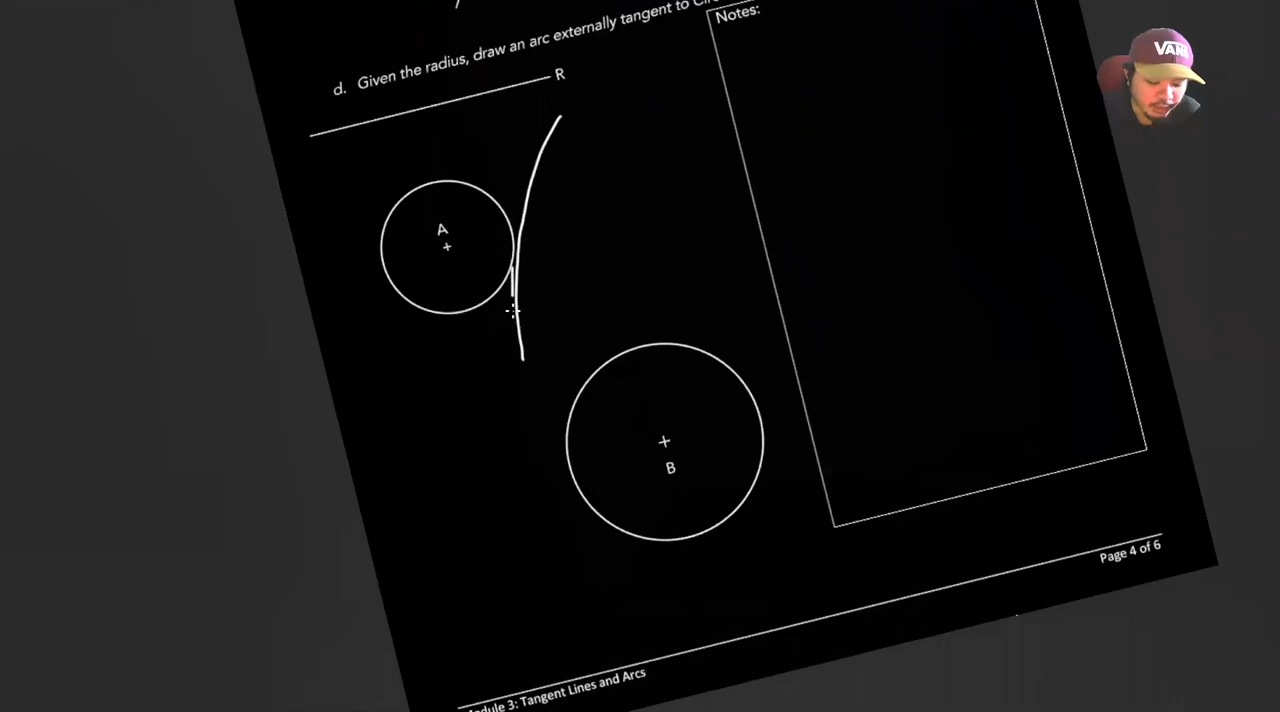 d. Given the radius, draw an arc externally tangent to
Notes:
R
A
B
Page 4 of 6
3: Tangent Lines and Arcs
VANS